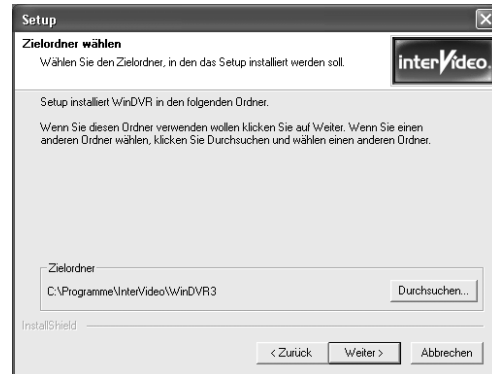 Setup
Zielordner wählen
Wählen Sie den Zielordner, in den das Setup installiert werden soll.
interVideo.
Setup installiert WinDVR in den folgenden Ordner.
Wenn Sie diesen Ordner verwenden wollen klicken Sie auf Weiter. Wenn Sie einen
anderen Ordner wählen, klicken Sie Durchsuchen und wählen einen anderen Ordner.
Zielordner
C:\Programme\InterVideo\WinDVR3
Durchsuchen...
InstallShield
< Zurück
Weiter >
Abbrechen